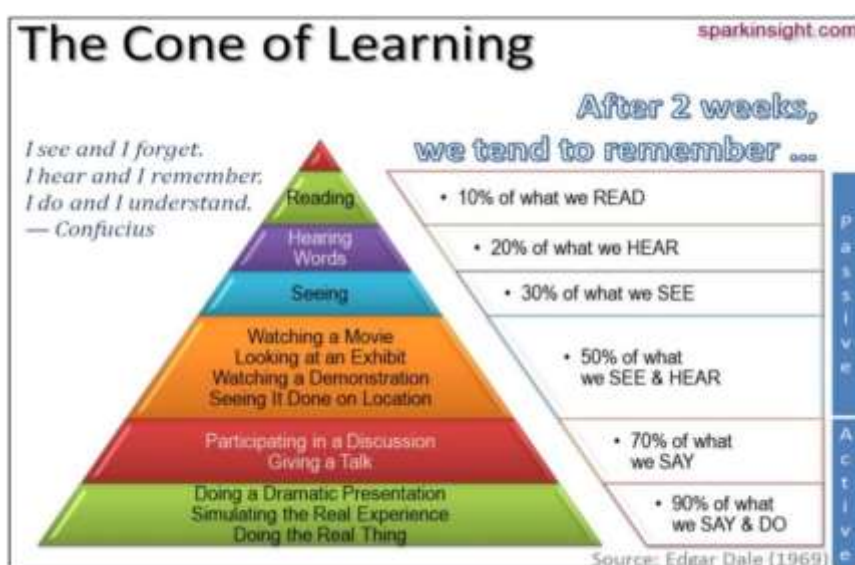 The Cone of Learning
sparkinsight.com
After 2 weeks,
we tend to remember ...
I see and I forget.
I hear and I remember.
I do and I understand.
— Confucius
Reading
• 10% of what we READ
Hearing
Words
• 20% of what we HEAR
Seeing
• 30% of what we SEE
Watching a Movie
Looking at an Exhibit
Watching a Demonstration
Seeing It Done on Location
• 50% of what
we SEE & HEAR
Participating in a Discussion
Giving a Talk
• 70% of what
we SAY
Doing a Dramatic Presentation
Simulating the Real Experience
Doing the Real Thing
• 90% of what
we SAY & DO
Passive
Active
Source: Edgar Dale (1969)